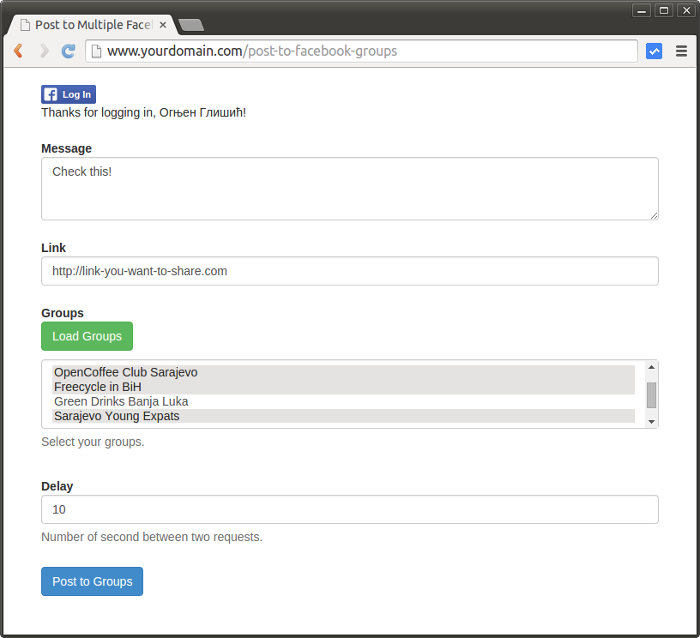 Post to Multiple Face
www.yourdomain.com/post-to-facebook-groups
f Log In
Thanks for logging in, Огњен Глишић!
Message
Check this!
Link
http://link-you-want-to-share.com
Groups
Load Groups
OpenCoffee Club Sarajevo
Freecycle in BiH
Green Drinks Banja Luka
Sarajevo Young Expats
Select your groups.
Delay
10
Number of second between two requests.
Post to Groups